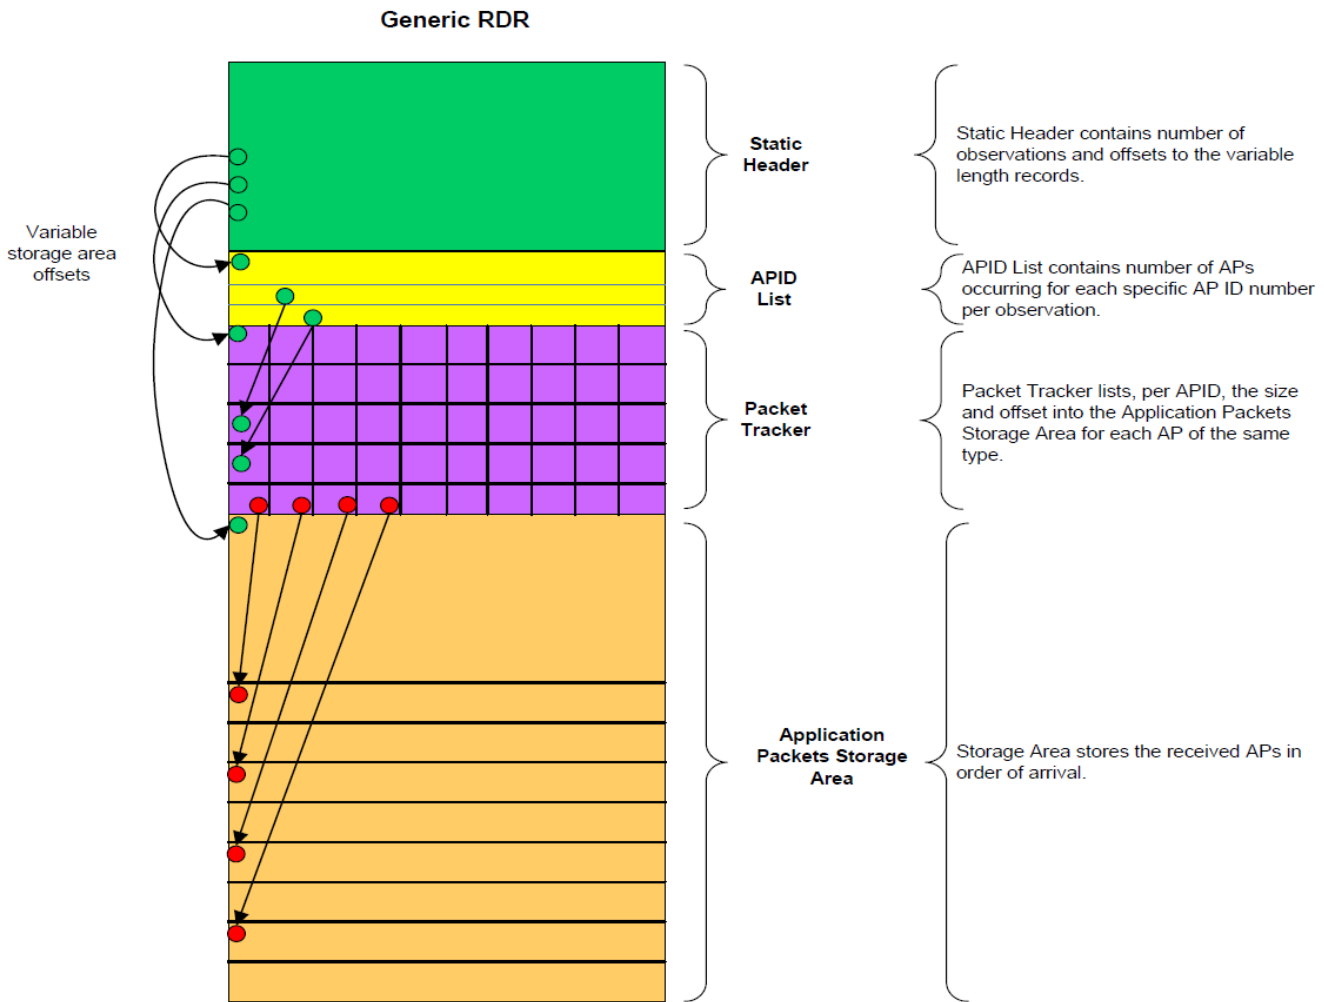 Generic RDR
Variable
storage area
offsets
Static
Header
Static Header contains number of
observations and offsets to the variable
length records.
APID
List
APID List contains number of APs
occurring for each specific AP ID number
per observation.
Packet
Tracker
Packet Tracker lists, per APID, the size
and offset into the Application Packets
Storage Area for each AP of the same
type.
Application
Packets Storage
Area
Storage Area stores the received APs in
order of arrival.